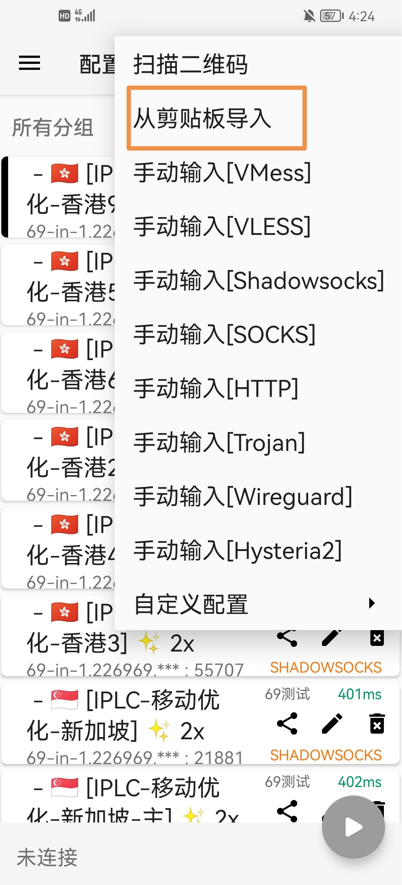 HD 4G 57 4:24
配置
扫描二维码
从剪贴板导入
手动输入[VMess]
手动输入[VLESS]
手动输入[Shadowsocks]
手动输入[SOCKS]
手动输入[HTTP]
手动输入[Trojan]
手动输入[Wireguard]
手动输入[Hysteria2]
自定义配置
所有分组
- 🇭🇰 [IP
化-香港9
69-in-1.226
- 🇭🇰 [IP
化-香港5
69-in-1.226
- 🇭🇰 [IP
化-香港6
69-in-1.226
- 🇭🇰 [IP
化-香港2
69-in-1.226
- 🇭🇰 [IP
化-香港4
69-in-1.226
- 🇭🇰 [IP
化-香港3] ✨ 2x
69-in-1.226969.*** : 55707
SHADOWSOCKS
- 🇸🇬 [IPLC-移动优
69测试 401ms
化-新加坡] ✨ 2x
69-in-1.226969.*** : 21881
SHADOWSOCKS
- 🇸🇬 [IPLC-移动优
69测试 402ms
化-新加坡-主] ✨ 2x
未连接